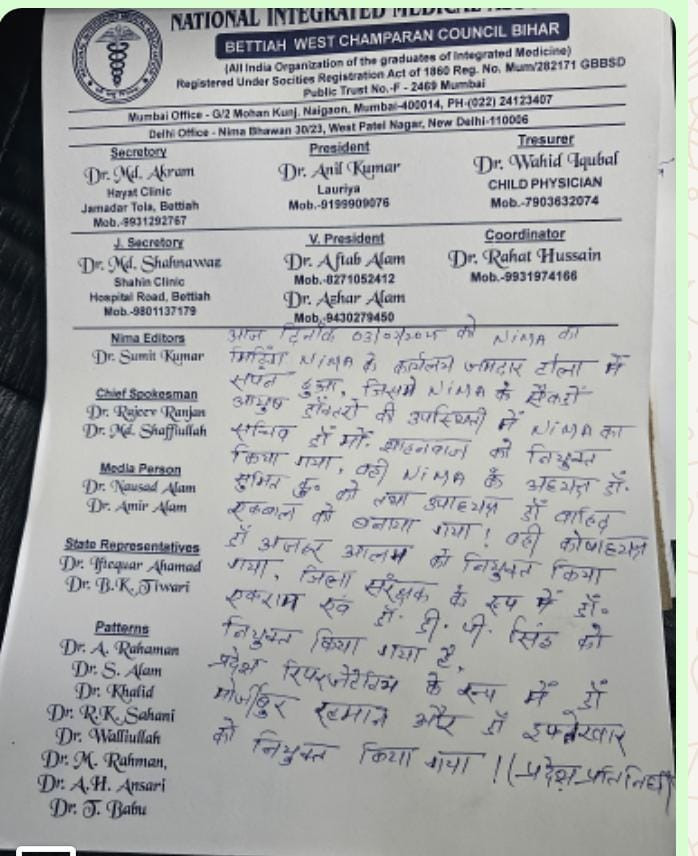 NATIONAL INTEGRATED MEDICAL
BETTIAH WEST CHAMPARAN COUNCIL BIHAR
(All India Organization of the graduates of Integrated Medicine)
Registered Under Socities Registration Act of 1860 Reg. No. Mum/282171 GBBSD
Public Trust No.-F - 2469 Mumbai
Mumbai Office - G/2 Mohan Kunj, Naigaon, Mumbai-400014, PH-(022) 24123407
Delhi Office - Nima Bhawan 30/23, West Patel Nagar, New Delhi-110006
Secretory
Dr. Md. Akram
Hayat Clinic
Jamadar Tola, Bettiah
Mob.-9931292767
President
Dr. Anil Kumar
Lauriya
Mob.-9199909076
Tresurer
Dr. Wahid Iqubal
CHILD PHYSICIAN
Mob.-7903632074
J. Secretory
Dr. Md. Shahnawaz
Shahin Clinic
Hospital Road, Bettiah
Mob.-9801137179
V. President
Dr. Aftab Alam
Mob.-8271052412
Dr. Azhar Alam
Mob.-9430279450
Coordinator
Dr. Rahat Hussain
Mob.-9931974166
Nima Editors
Dr. Sumit Kumar
Chief Spokesman
Dr. Rajeev Ranjan
Dr. Md. Shaffiullah
Media Person
Dr. Nausad Alam
Dr. Amir Alam
State Representatives
Dr. Iftequar Ahamad
Dr. B.K. Tiwari
Patterns
Dr. A. Rahaman
Dr. S. Alam
Dr. Khalid
Dr. R.K. Sahani
Dr. Walliullah
Dr. M. Rahman,
Dr. A.H. Ansari
Dr. T. Babu
आज दिनांक को NiMA का
मिटिंग NiMA के कार्यलय जमदार टोला में
संपन हुआ, जिसमे NiMA के सैकड़ों
आयुष डॉक्टरो की उपस्थिती में NiMA का
सचिव डॉ मो. शाहनवाज को नियुक्त
किया गया, वही NiMA के अध्यक्ष डॉ.
सुमित कु० को तथा उपाध्यक्ष डॉ वाहिद
एकबाल को बनाया गया! वही कोषाध्यक्ष
डॉ अजहर आलम को नियुक्त किया
गया, जिला संरक्षक के रूप में डॉ.
एकराम एवं डॉ. डी. पी. सिंह को
नियुक्त किया गया है,
प्रदेश के रूप में डॉ
मोजीबुर रहमान और डॉ इफ्तेखार
को नियुक्त किया गया! (प्रदेश प्रतिनिधी)